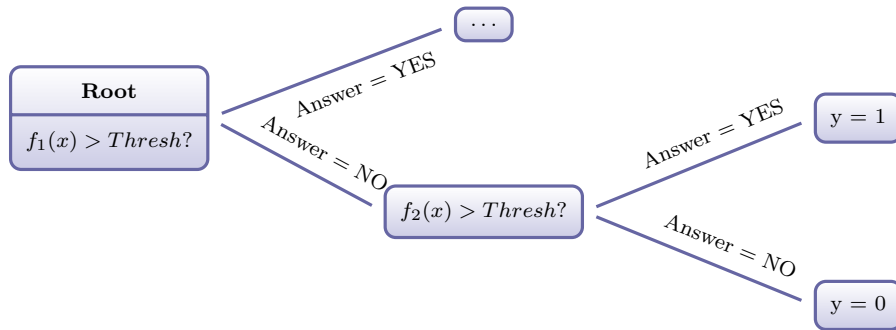 ...
Answer = YES
Root
f₁(x) > Thresh?
Answer = NO
f₂(x) > Thresh?
Answer = YES
y = 1
Answer = NO
y = 0